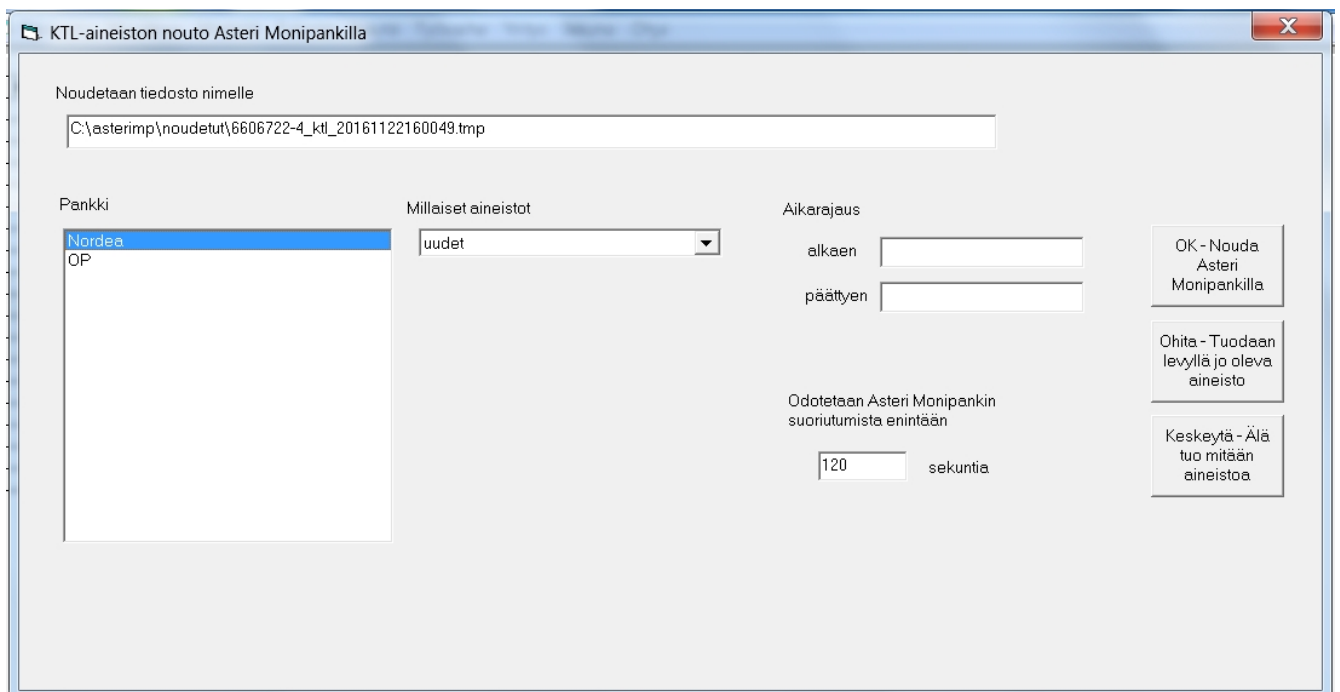 KTL-aineiston nouto Asteri Monipankilla
Noudetaan tiedosto nimelle
C:\asterimp\noudetut\6606722-4_ktl_20161122160049.tmp
Pankki
Nordea
OP
Millaiset aineistot
uudet
Aikarajaus
alkaen
päättyen
Odotetaan Asteri Monipankin
suoriutumista enintään
120 sekuntia
OK - Nouda
Asteri
Monipankilla
Ohita - Tuodaan
levyllä jo oleva
aineisto
Keskeytä - Älä
tuo mitään
aineistoa